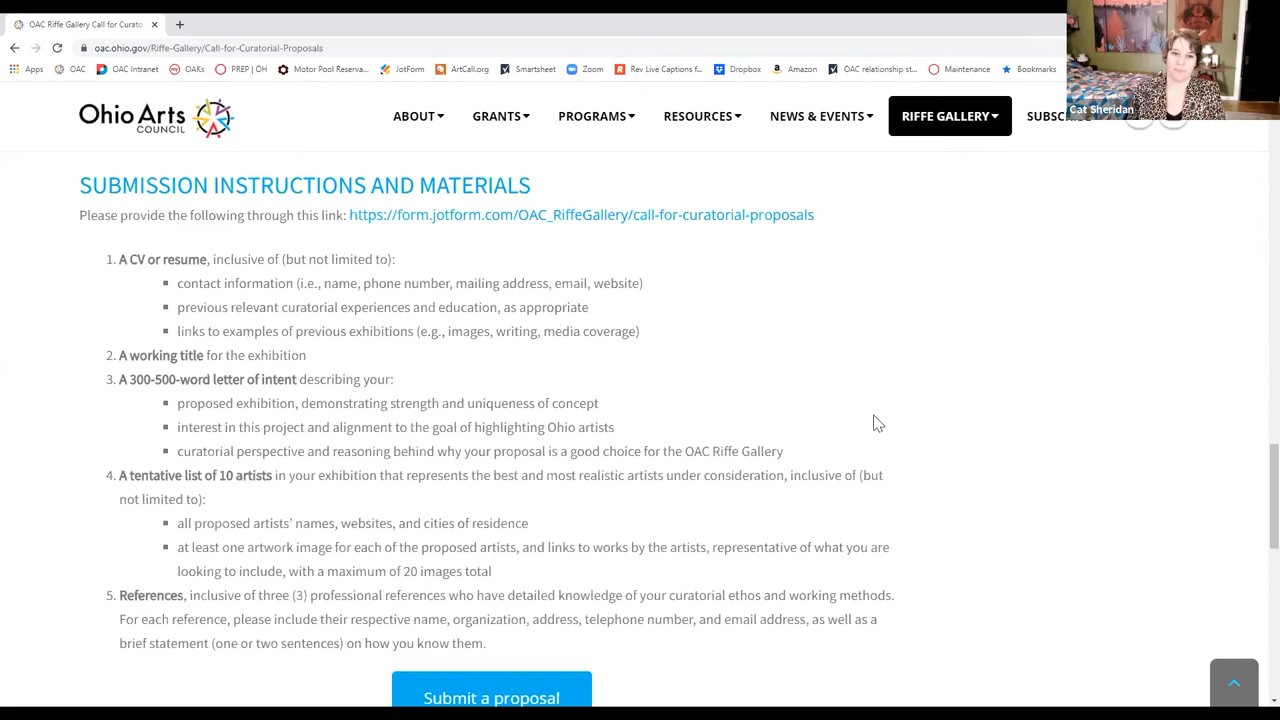 OAC Riffe Gallery Call for Curato
oac.ohio.gov/Riffe-Gallery/Call-for-Curatorial-Proposals
Apps OAC OAC Intranet OAKs PREP | OH Motor Pool Reserva... JotForm ArtCall.org Smartsheet Zoom Rev Live Captions f... Dropbox Amazon OAC relationship st... Maintenance Bookmarks
Cat Sheridan
Ohio Arts
COUNCIL
ABOUT GRANTS PROGRAMS RESOURCES NEWS & EVENTS RIFFE GALLERY
SUBMISSION INSTRUCTIONS AND MATERIALS
Please provide the following through this link: https://form.jotform.com/OAC_RiffeGallery/call-for-curatorial-proposals
1. A CV or resume, inclusive of (but not limited to):
contact information (i.e., name, phone number, mailing address, email, website)
previous relevant curatorial experiences and education, as appropriate
links to examples of previous exhibitions (e.g., images, writing, media coverage)
2. A working title for the exhibition
3. A 300-500-word letter of intent describing your:
proposed exhibition, demonstrating strength and uniqueness of concept
interest in this project and alignment to the goal of highlighting Ohio artists
curatorial perspective and reasoning behind why your proposal is a good choice for the OAC Riffe Gallery
4. A tentative list of 10 artists in your exhibition that represents the best and most realistic artists under consideration, inclusive of (but
not limited to):
all proposed artists' names, websites, and cities of residence
at least one artwork image for each of the proposed artists, and links to works by the artists, representative of what you are
looking to include, with a maximum of 20 images total
5. References, inclusive of three (3) professional references who have detailed knowledge of your curatorial ethos and working methods.
For each reference, please include their respective name, organization, address, telephone number, and email address, as well as a
brief statement (one or two sentences) on how you know them.
Submit a proposal